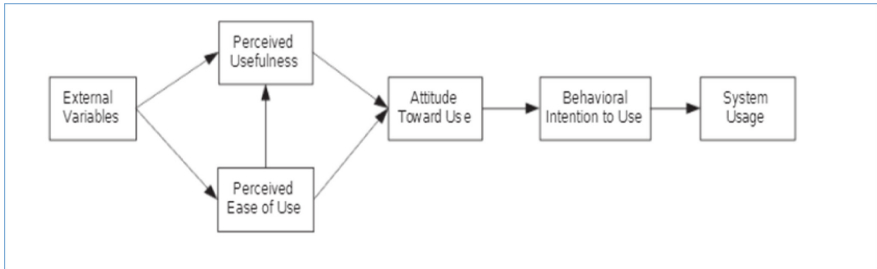 External
Variables
Perceived
Usefulness
Perceived
Ease of Use
Attitude
Toward Use
Behavioral
Intention to Use
System
Usage